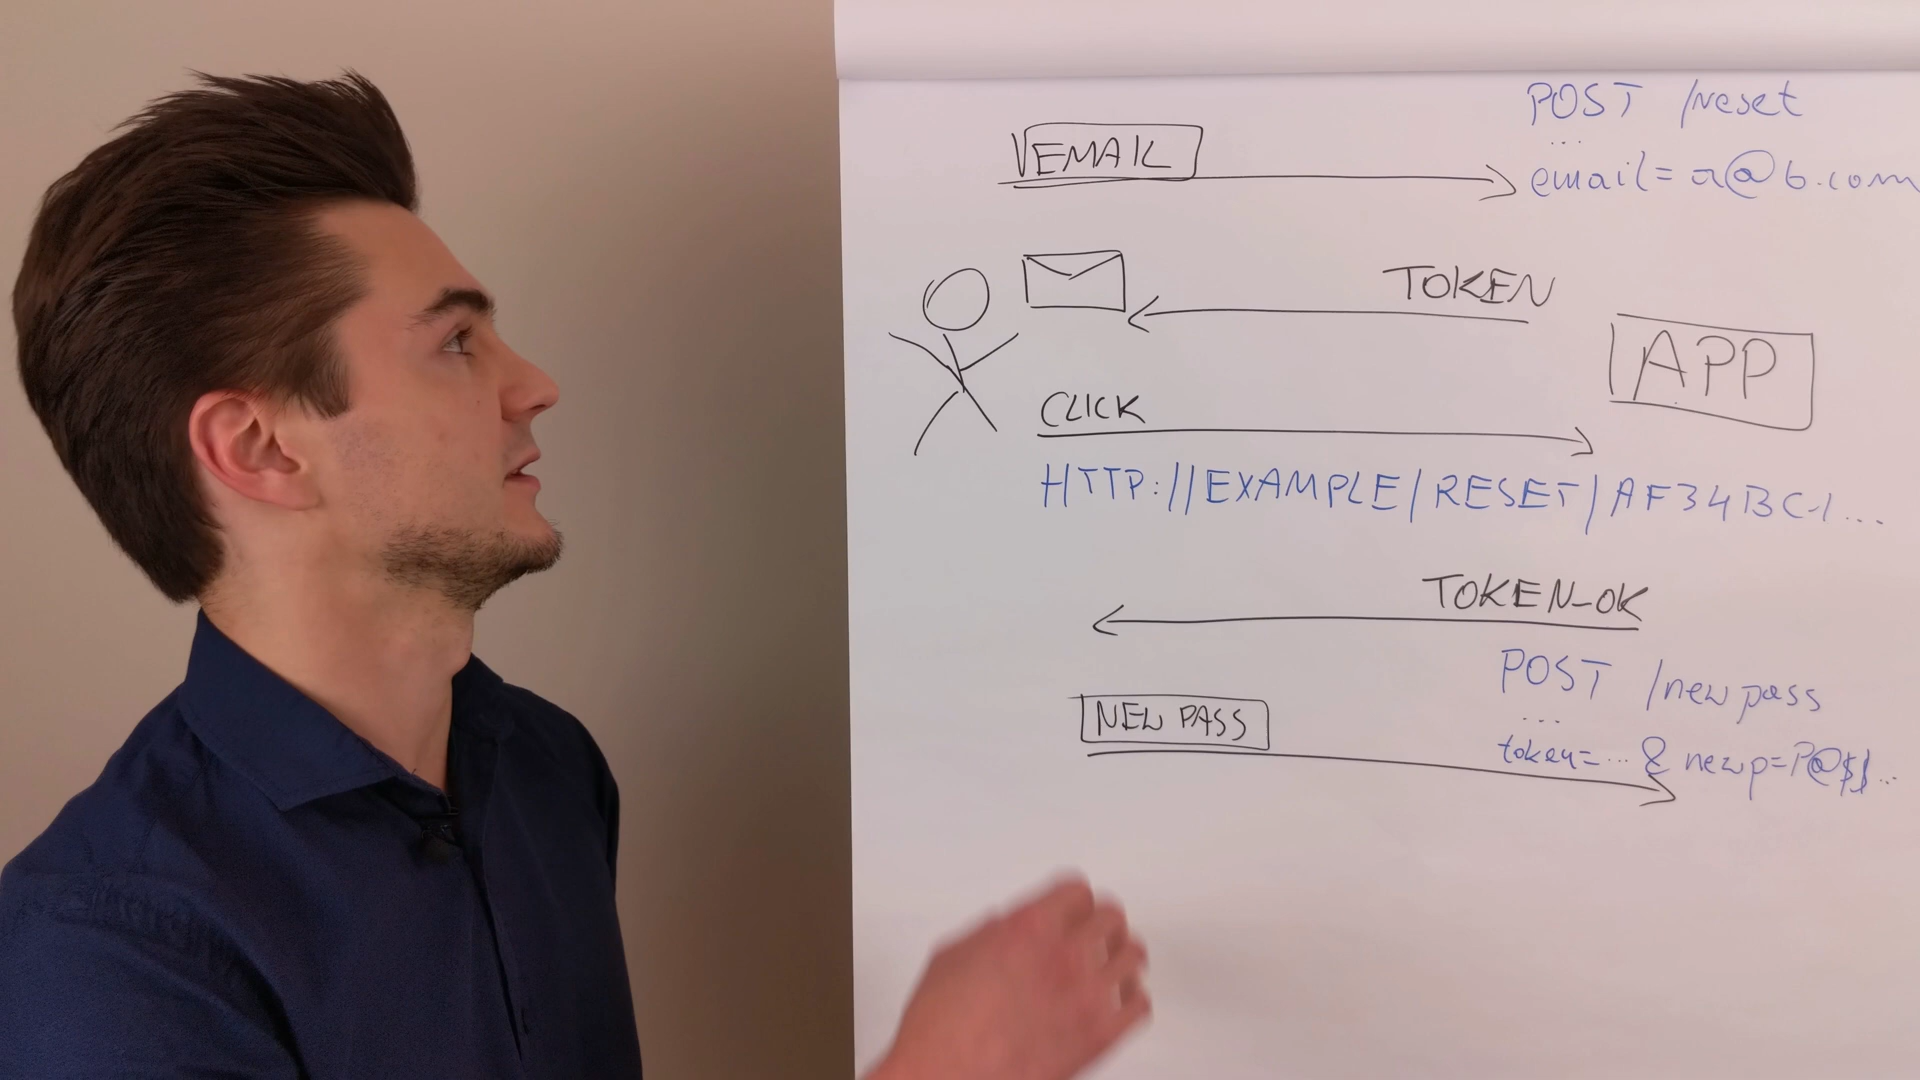 POST /reset
...
EMAIL
email=a@b.com
TOKEN
APP
CLICK
HTTP://EXAMPLE/RESET/AF34BC1...
TOKEN_OK
POST /newpass
...
NEW PASS
token=... & newp=P@$$...